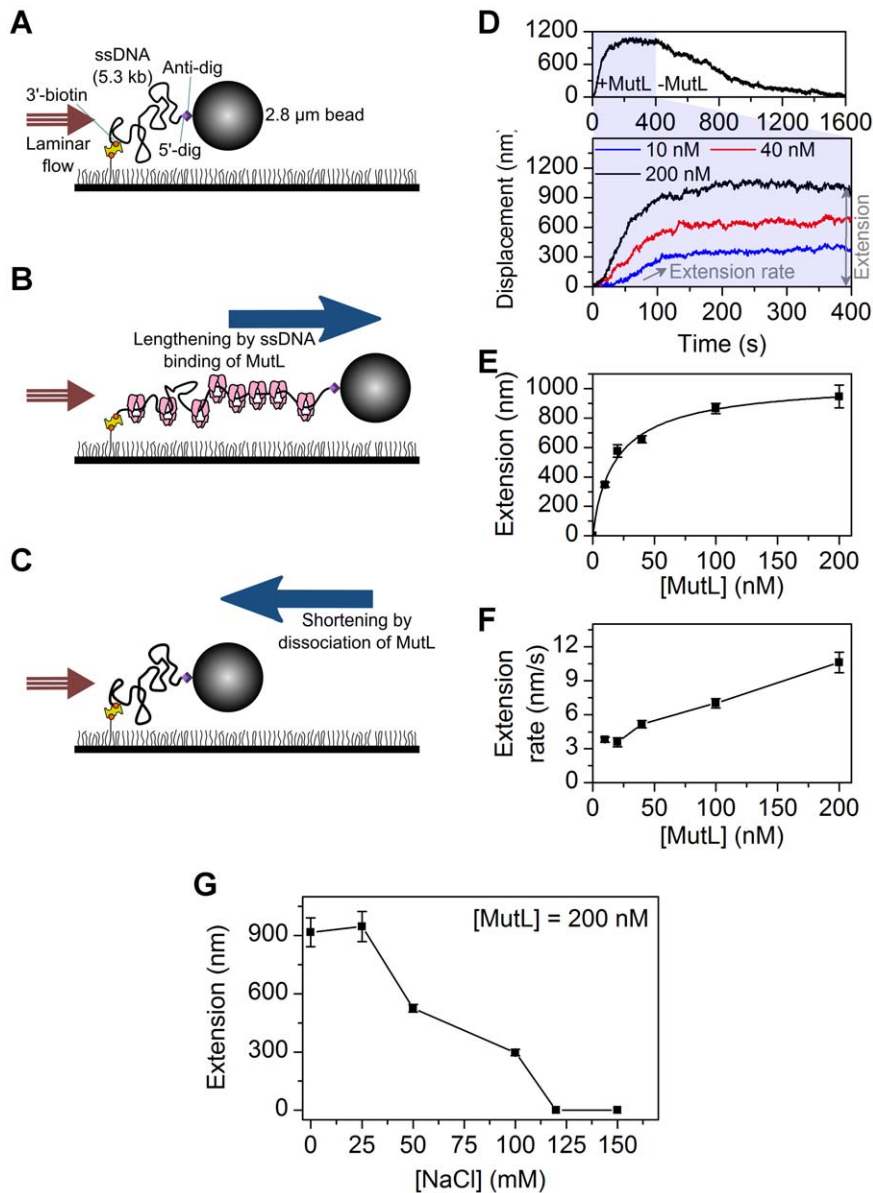 A
ssDNA
(5.3 kb)
Anti-dig
3'-biotin
2.8 µm bead
Laminar
flow
5'-dig
B
Lengthening by ssDNA
binding of MutL
C
Shortening by
dissociation of MutL
D
1200
900
600
300
0
+MutL -MutL
0 400 800 1200 1600
Displacement (nm)
1200
900
600
300
0
10 nM 40 nM
200 nM
Extension
Extension rate
0 100 200 300 400
Time (s)
E
Extension (nm)
1000
800
600
400
200
0
0 50 100 150 200
[MutL] (nM)
F
Extension
rate (nm/s)
12
9
6
3
0
0 50 100 150 200
[MutL] (nM)
G
[MutL] = 200 nM
Extension (nm)
900
600
300
0
0 25 50 75 100 125 150
[NaCl] (mM)